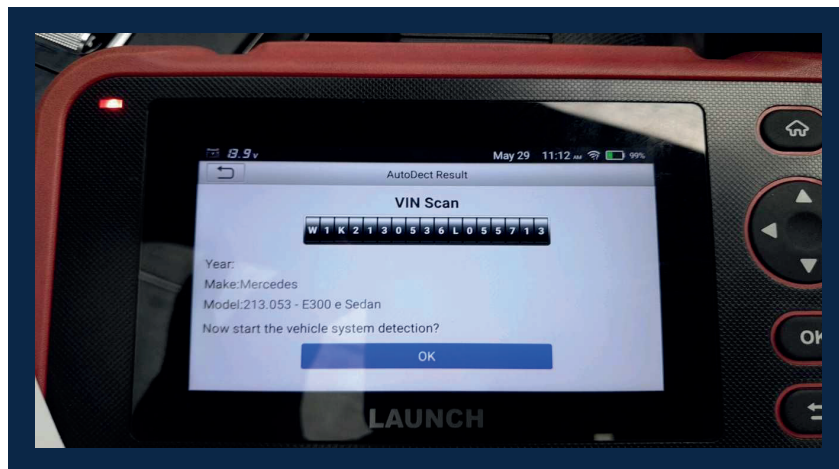 13.9v May 29 11:12 AM 99%
AutoDect Result
VIN Scan
W1K2130536L055713
Year:
Make:Mercedes
Model:213.053 - E300 e Sedan
Now start the vehicle system detection?
OK
OK
LAUNCH